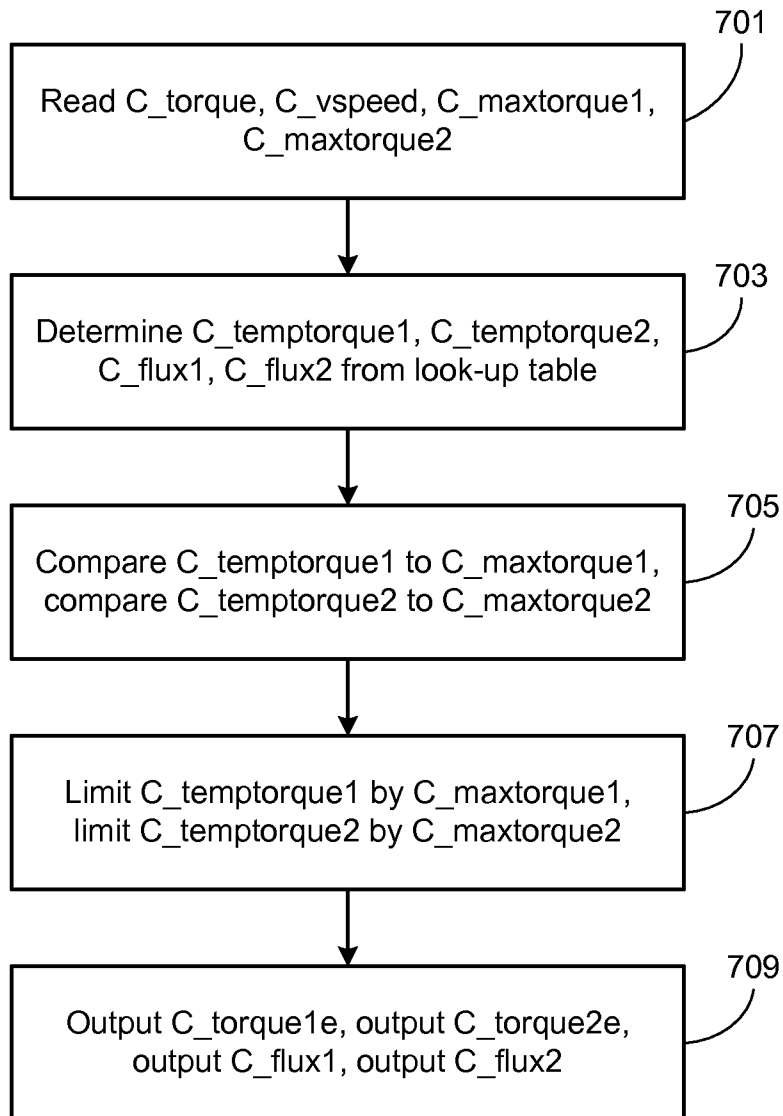 701
Read C_torque, C_vspeed, C_maxtorque1,
C_maxtorque2
703
Determine C_temptorque1, C_temptorque2,
C_flux1, C_flux2 from look-up table
705
Compare C_temptorque1 to C_maxtorque1,
compare C_temptorque2 to C_maxtorque2
707
Limit C_temptorque1 by C_maxtorque1,
limit C_temptorque2 by C_maxtorque2
709
Output C_torque1e, output C_torque2e,
output C_flux1, output C_flux2